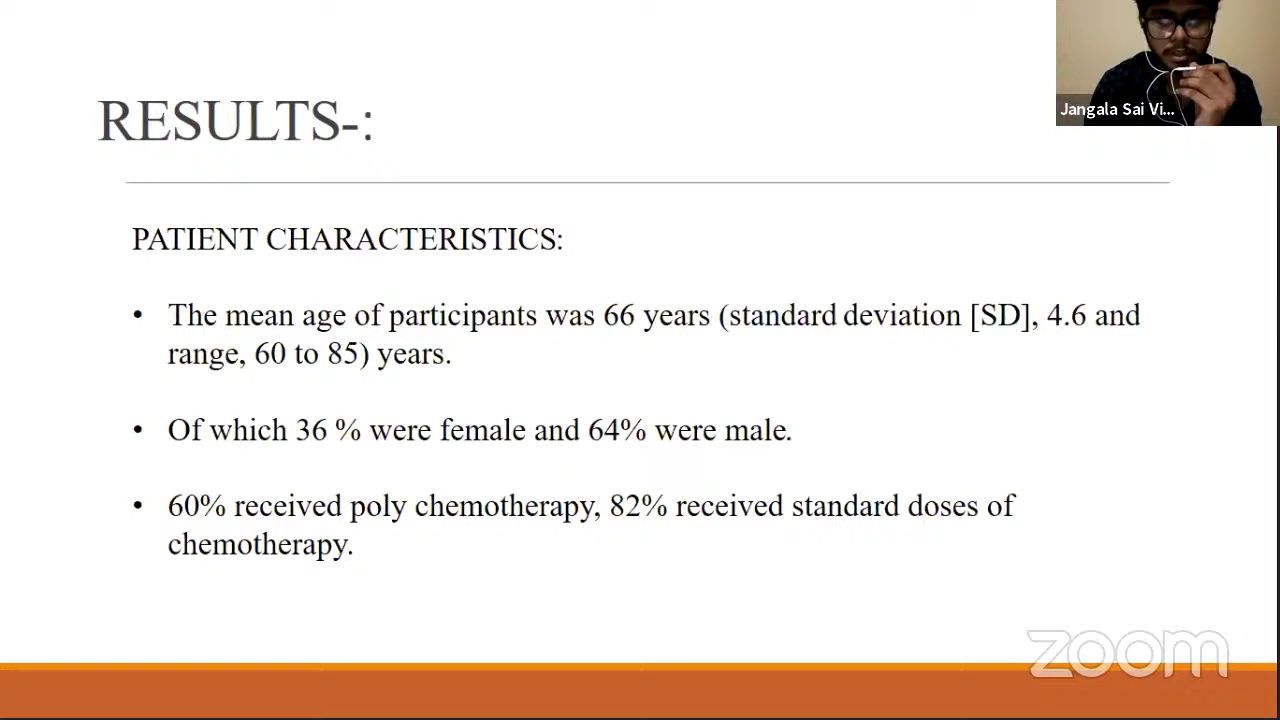 Jangala Sai Vi...
RESULTS-:
PATIENT CHARACTERISTICS:
• The mean age of participants was 66 years (standard deviation [SD], 4.6 and
range, 60 to 85) years.
• Of which 36 % were female and 64% were male.
• 60% received poly chemotherapy, 82% received standard doses of
chemotherapy.
zoom